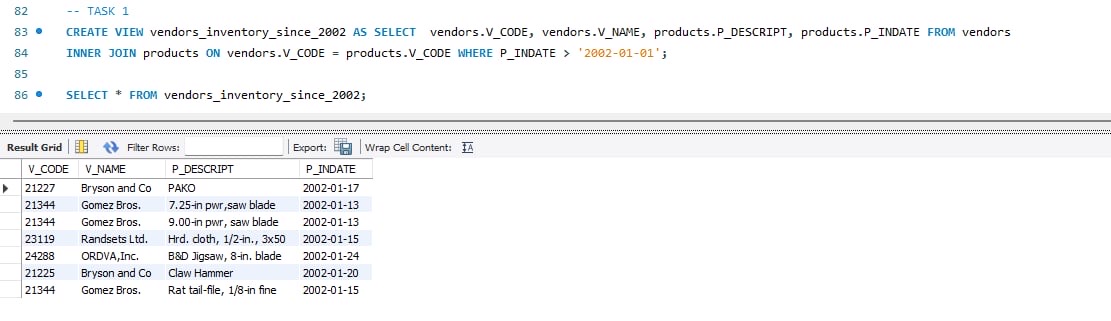 82 -- TASK 1
83 CREATE VIEW vendors_inventory_since_2002 AS SELECT vendors.V_CODE, vendors.V_NAME, products.P_DESCRIPT, products.P_INDATE FROM vendors
84 INNER JOIN products ON vendors.V_CODE = products.V_CODE WHERE P_INDATE > '2002-01-01';
85
86 SELECT * FROM vendors_inventory_since_2002;
Result Grid Filter Rows: Export: Wrap Cell Content: IA
V_CODE V_NAME P_DESCRIPT P_INDATE
21227 Bryson and Co PAKO 2002-01-17
21344 Gomez Bros. 7.25-in pwr,saw blade 2002-01-13
21344 Gomez Bros. 9.00-in pwr, saw blade 2002-01-13
23119 Randsets Ltd. Hrd. cloth, 1/2-in., 3x50 2002-01-15
24288 ORDVA,Inc. B&D Jigsaw, 8-in. blade 2002-01-24
21225 Bryson and Co Claw Hammer 2002-01-20
21344 Gomez Bros. Rat tail-file, 1/8-in fine 2002-01-15